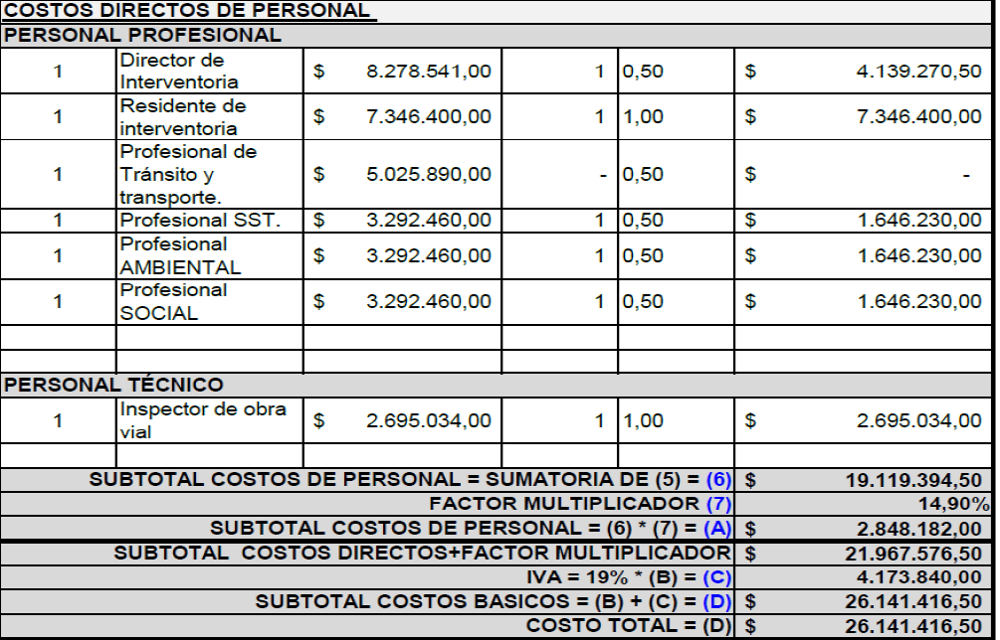 COSTOS DIRECTOS DE PERSONAL
PERSONAL PROFESIONAL
1 Director de Interventoria $ 8.278.541,00 1 0,50 $ 4.139.270,50
1 Residente de interventoria $ 7.346.400,00 1 1,00 $ 7.346.400,00
1 Profesional de Tránsito y transporte. $ 5.025.890,00 - 0,50 $ -
1 Profesional SST. $ 3.292.460,00 1 0,50 $ 1.646.230,00
1 Profesional AMBIENTAL $ 3.292.460,00 1 0,50 $ 1.646.230,00
1 Profesional SOCIAL $ 3.292.460,00 1 0,50 $ 1.646.230,00
PERSONAL TÉCNICO
1 Inspector de obra vial $ 2.695.034,00 1 1,00 $ 2.695.034,00
SUBTOTAL COSTOS DE PERSONAL = SUMATORIA DE (5) = (6) $ 19.119.394,50
FACTOR MULTIPLICADOR (7) 14,90%
SUBTOTAL COSTOS DE PERSONAL = (6) * (7) = (A) $ 2.848.182,00
SUBTOTAL COSTOS DIRECTOS+FACTOR MULTIPLICADOR $ 21.967.576,50
IVA = 19% * (B) = (C) 4.173.840,00
SUBTOTAL COSTOS BASICOS = (B) + (C) = (D) $ 26.141.416,50
COSTO TOTAL = (D) $ 26.141.416,50